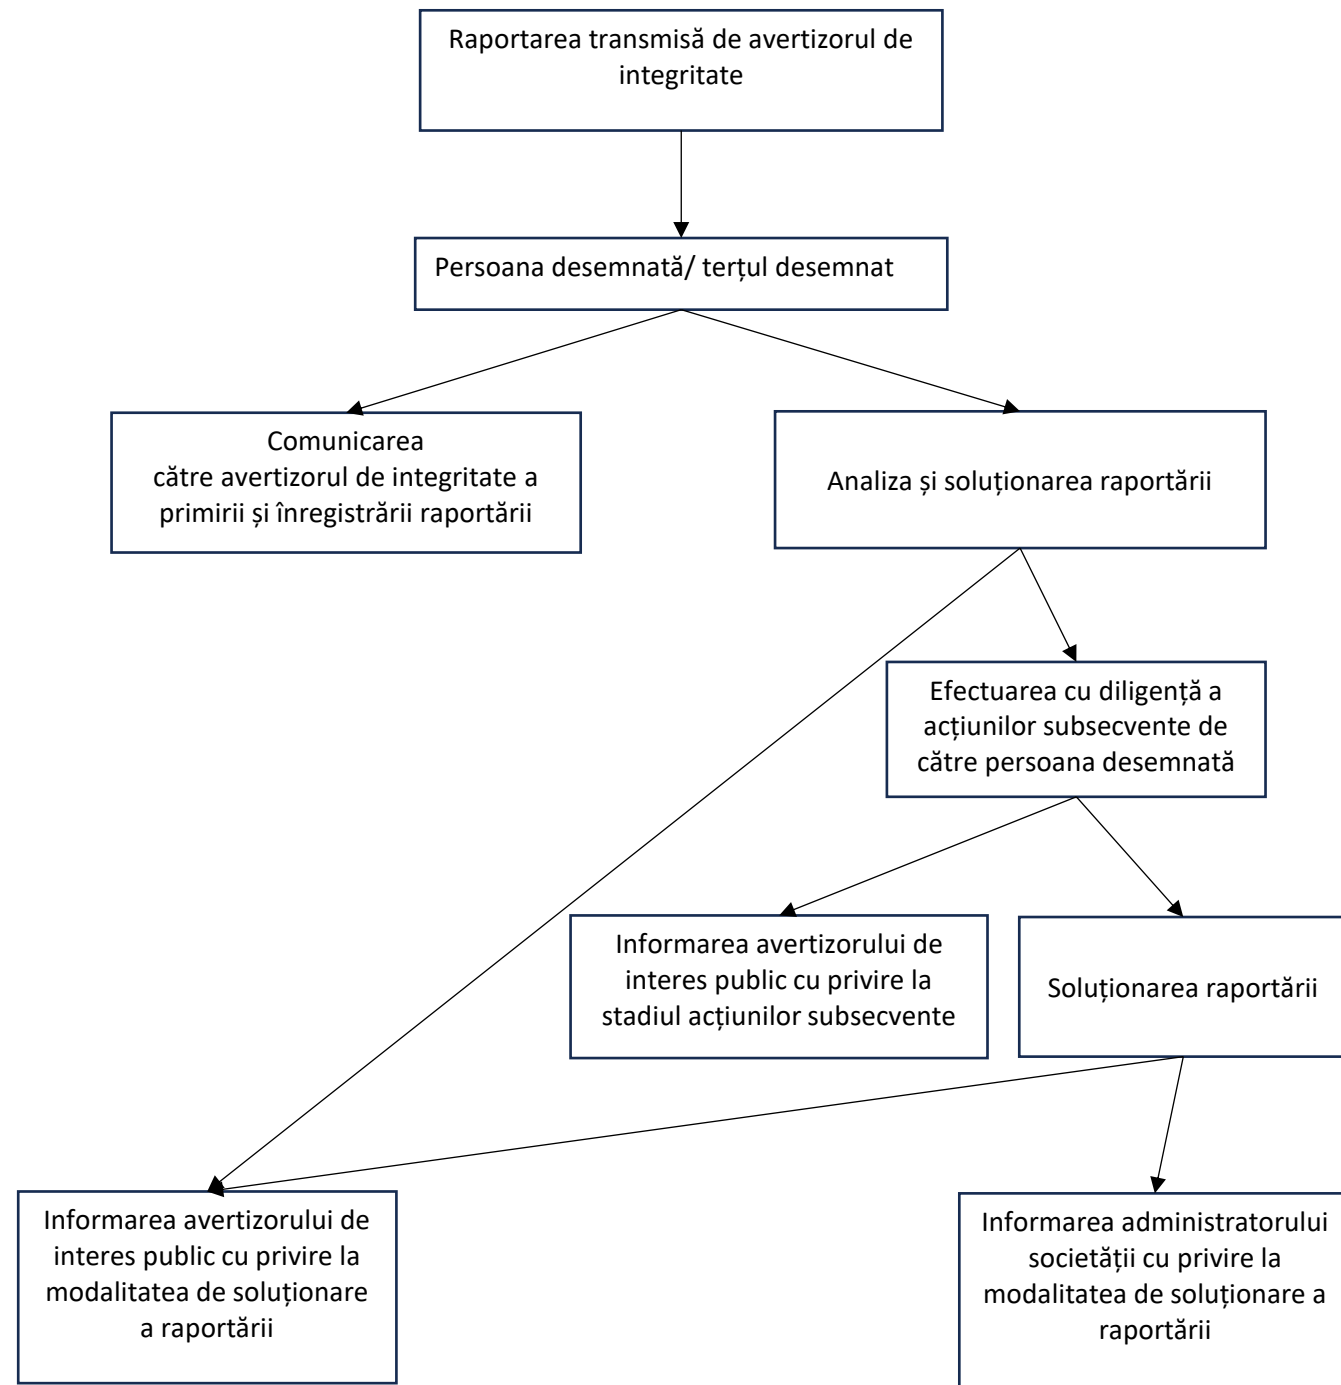 Raportarea transmisă de avertizorul de
integritate
Persoana desemnată/ terțul desemnat
Comunicarea
către avertizorul de integritate a
primirii și înregistrării raportării
Analiza și soluționarea raportării
Efectuarea cu diligență a
acțiunilor subsecvente de
către persoana desemnată
Informarea avertizorului de
interes public cu privire la
stadiul acțiunilor subsecvente
Soluționarea raportării
Informarea avertizorului de
interes public cu privire la
modalitatea de soluționare
a raportării
Informarea administratorului
societății cu privire la
modalitatea de soluționare a
raportării